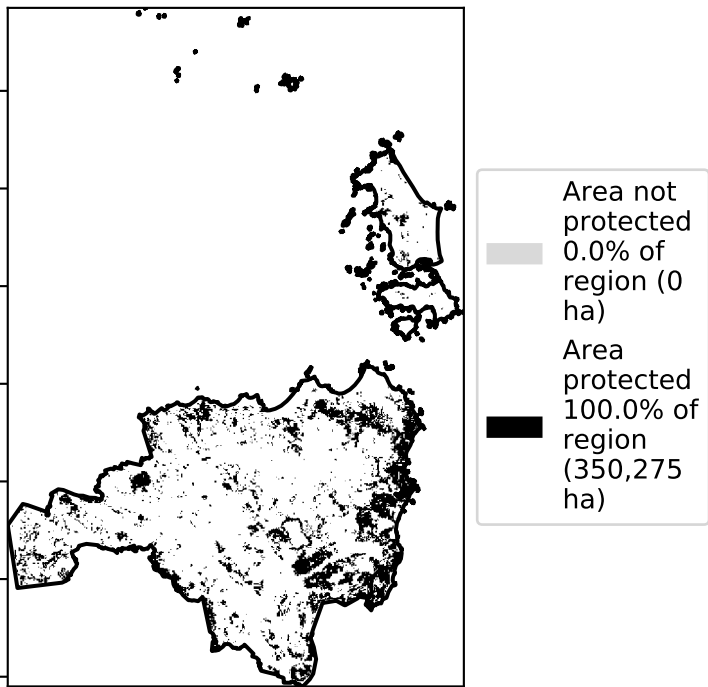 Area not
protected
0.0% of
region (0
ha)
Area
protected
100.0% of
region
(350,275
ha)